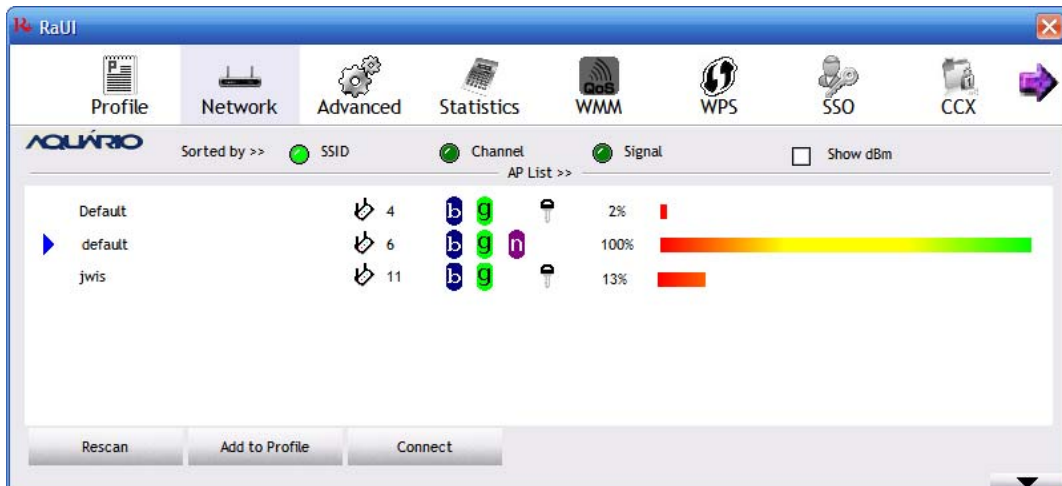 RaUI
Profile Network Advanced Statistics WMM WPS SSO CCX
QoS
AQUÁRIO Sorted by >> SSID Channel Signal Show dBm
AP List >>
Default 4 b g 2%
default 6 b g n 100%
jwis 11 b g 13%
Rescan Add to Profile Connect